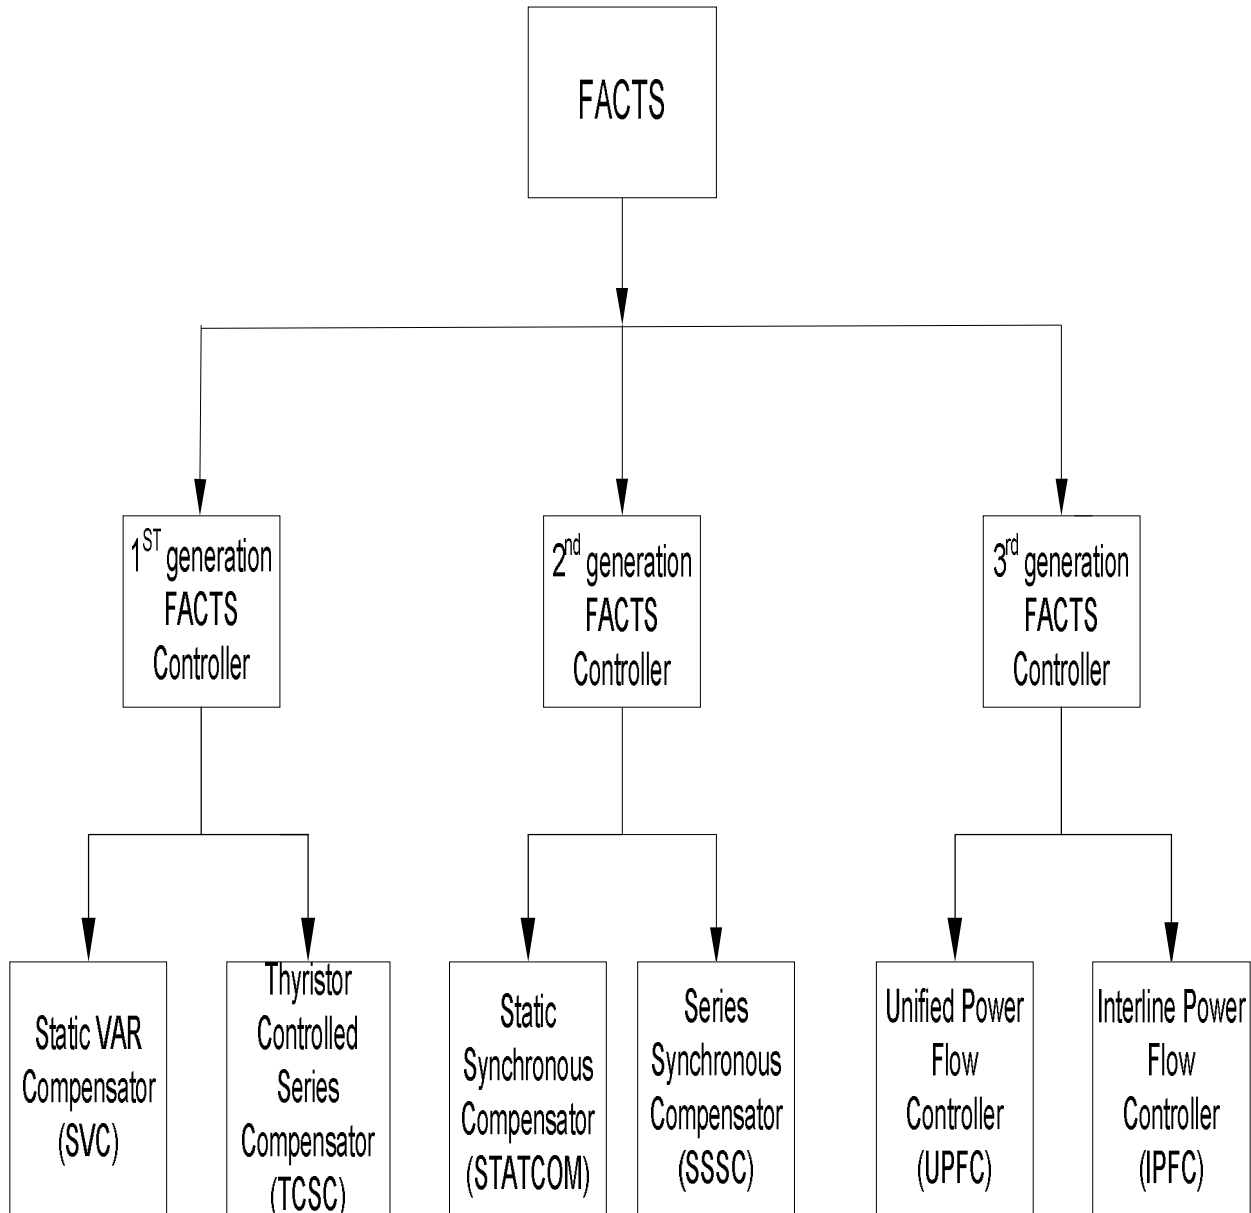 FACTS
1ST generation
FACTS
Controller
2nd generation
FACTS
Controller
3rd generation
FACTS
Controller
Static VAR
Compensator
(SVC)
Thyristor
Controlled
Series
Compensator
(TCSC)
Static
Synchronous
Compensator
(STATCOM)
Series
Synchronous
Compensator
(SSSC)
Unified Power
Flow
Controller
(UPFC)
Interline Power
Flow
Controller
(IPFC)